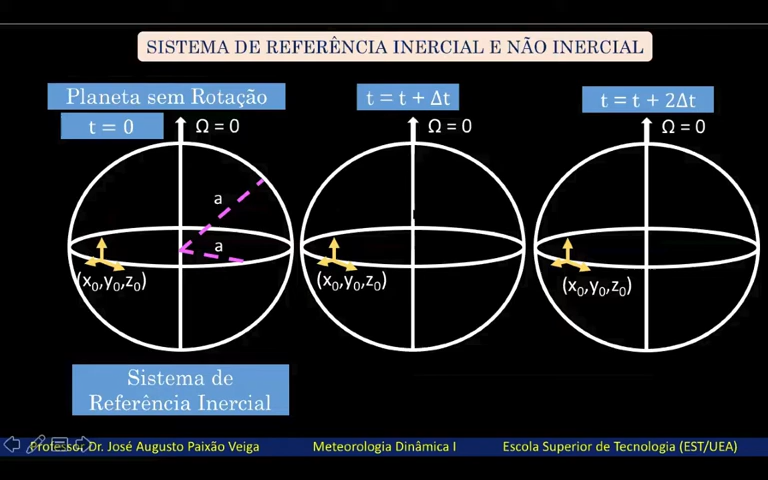 SISTEMA DE REFERÊNCIA INERCIAL E NÃO INERCIAL
Planeta sem Rotação
t = 0
Ω = 0
a
a
(x₀,y₀,z₀)
Sistema de
Referência Inercial
t = t + Δt
Ω = 0
(x₀,y₀,z₀)
t = t + 2Δt
Ω = 0
(x₀,y₀,z₀)
Professor Dr. José Augusto Paixão Veiga
Meteorologia Dinâmica I
Escola Superior de Tecnologia (EST/UEA)